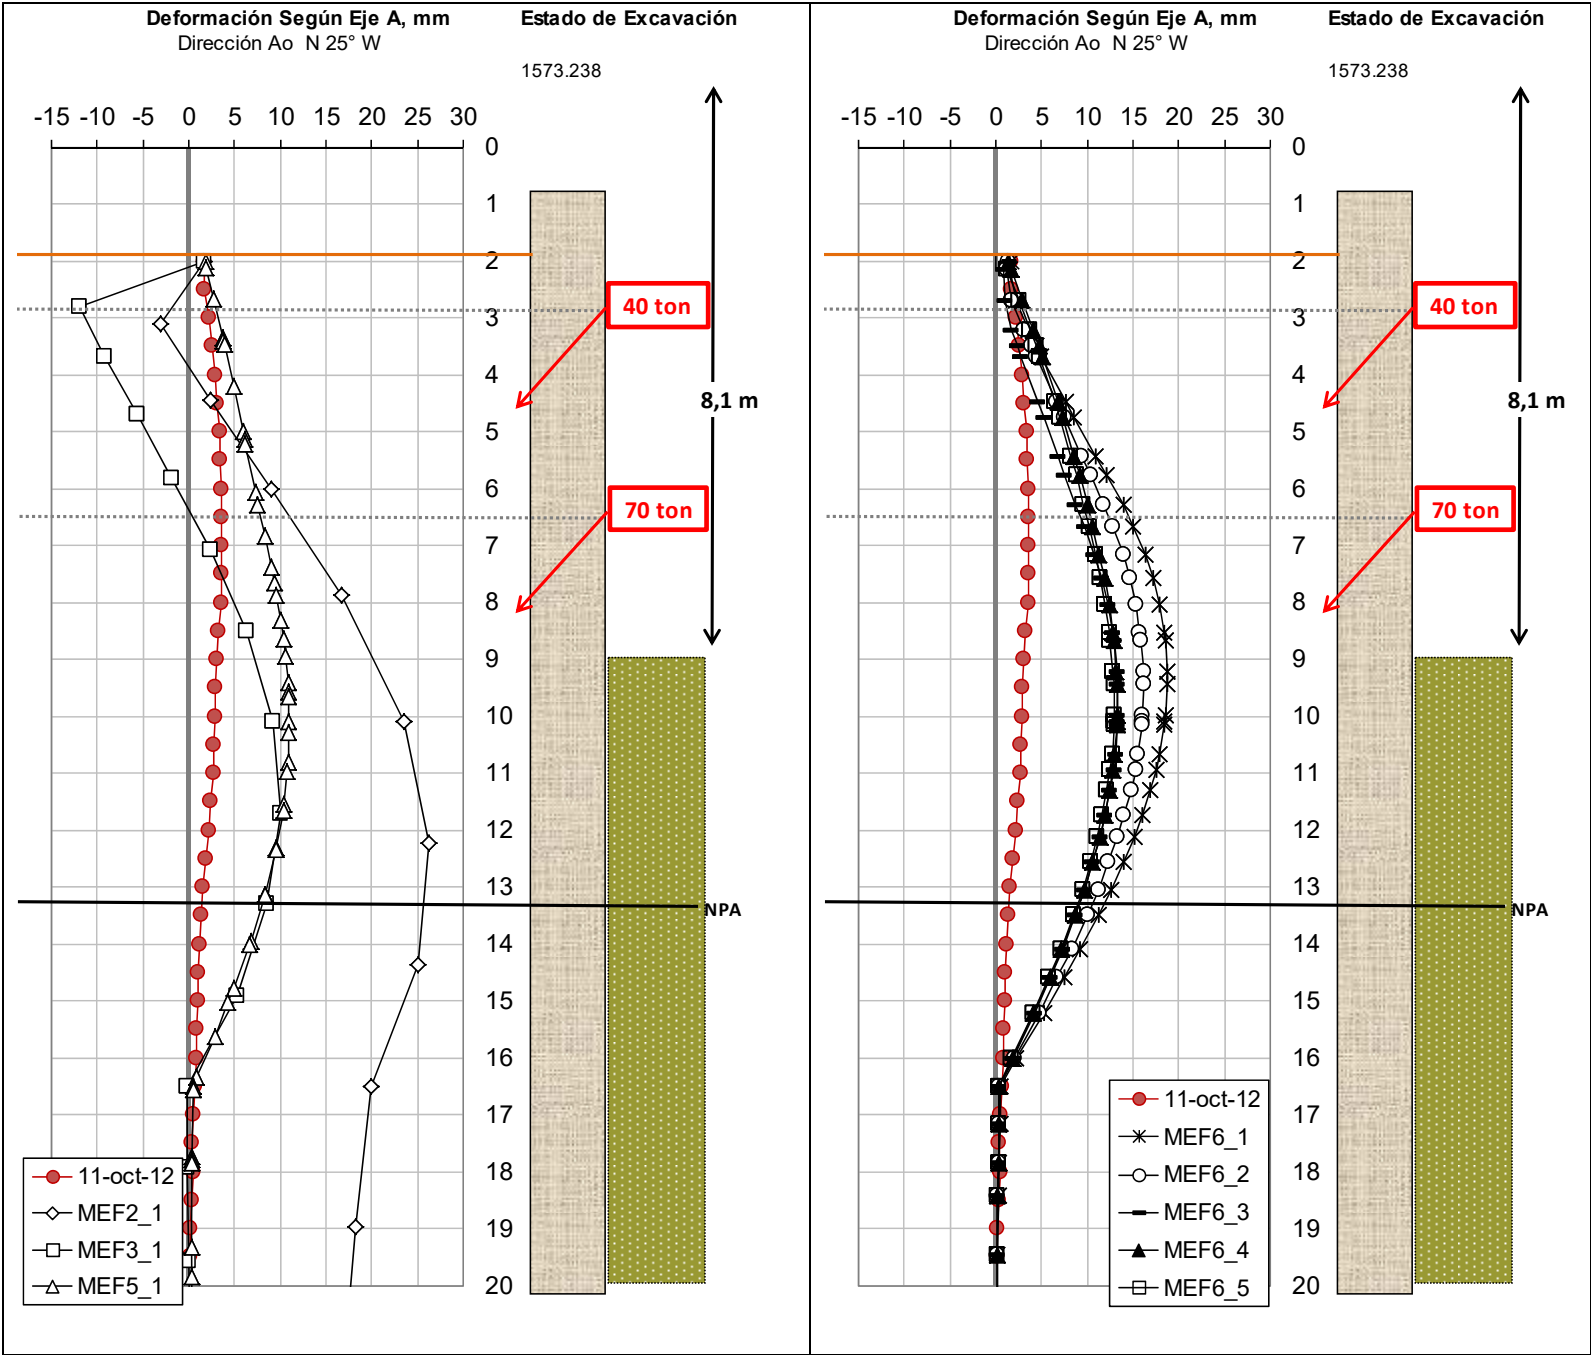 Deformación Según Eje A, mm
Estado de Excavación
Dirección Ao N 25° W
1573.238
-15 -10 -5 0 5 10 15 20 25 30
0
1
2
3
40 ton
4
8,1 m
5
6
70 ton
7
8
9
10
11
12
13
NPA
14
15
16
17
18
19
20
11-oct-12
MEF2_1
MEF3_1
MEF5_1
Deformación Según Eje A, mm
Estado de Excavación
Dirección Ao N 25° W
1573.238
-15 -10 -5 0 5 10 15 20 25 30
0
1
2
3
40 ton
4
8,1 m
5
6
70 ton
7
8
9
10
11
12
13
NPA
14
15
16
17
18
19
20
11-oct-12
MEF6_1
MEF6_2
MEF6_3
MEF6_4
MEF6_5